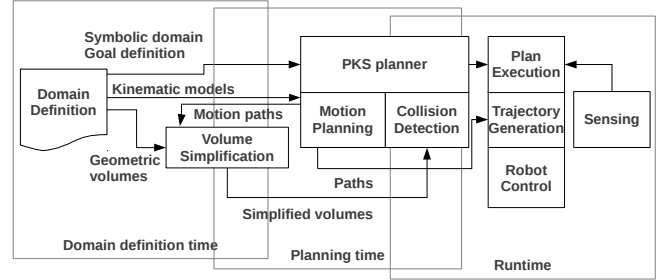 Symbolic domain
Goal definition
PKS planner
Plan
Execution
Domain
Definition
Kinematic models
Motion paths
Motion
Planning
Collision
Detection
Trajectory
Generation
Sensing
Volume
Simplification
Geometric
volumes
Robot
Control
Paths
Simplified volumes
Domain definition time
Planning time
Runtime